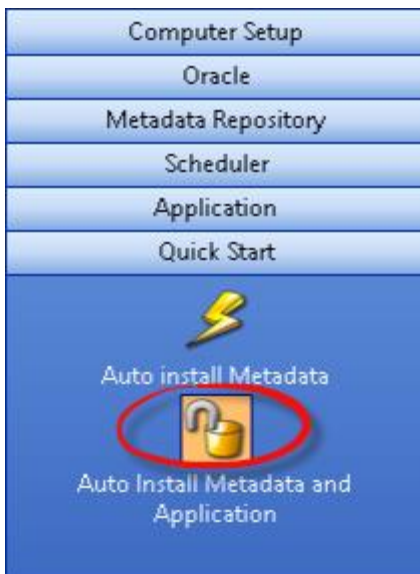 Computer Setup
Oracle
Metadata Repository
Scheduler
Application
Quick Start
Auto install Metadata
Auto Install Metadata and
Application